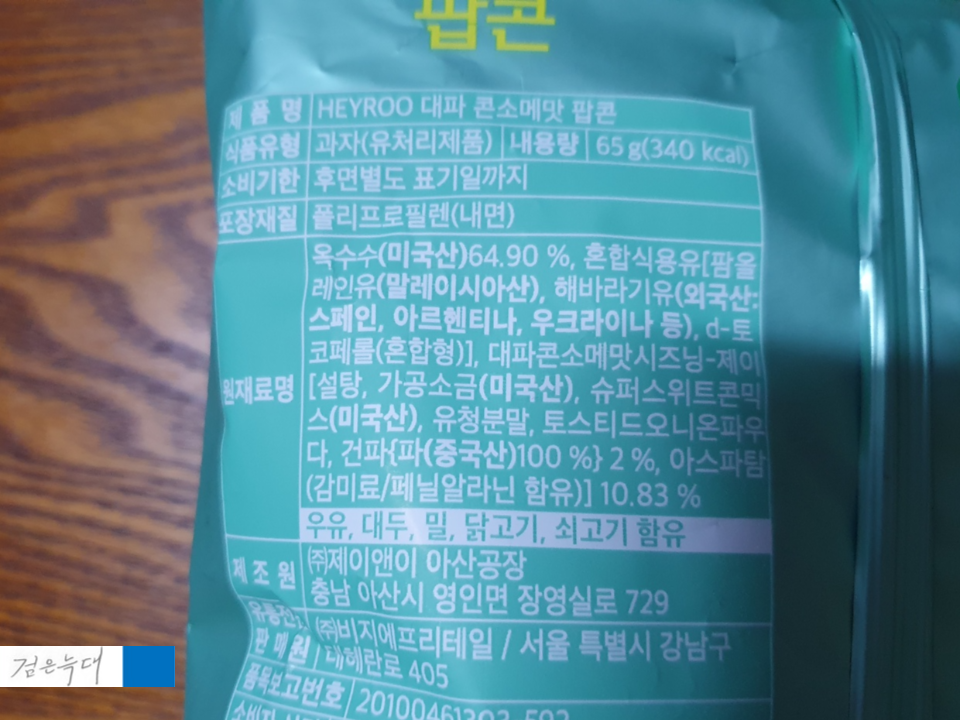 팝콘
제 품 명 HEYROO 대파 콘소메맛 팝콘
식품유형 과자(유처리제품) 내용량 65 g(340 kcal)
소비기한 후면별도 표기일까지
포장재질 폴리프로필렌(내면)
원재료명
옥수수(미국산)64.90 %, 혼합식용유[팜올
레인유(말레이시아산), 해바라기유(외국산:
스페인, 아르헨티나, 우크라이나 등), d-토
코페롤(혼합형)], 대파콘소메맛시즈닝-제이
[설탕, 가공소금(미국산), 슈퍼스위트콘믹
스(미국산), 유청분말, 토스티드오니온파우
다, 건파{파(중국산)100 %} 2 %, 아스파탐
(감미료/페닐알라닌 함유)] 10.83 %
우유, 대두, 밀, 닭고기, 쇠고기 함유
제 조 원
㈜제이앤이 아산공장
충남 아산시 영인면 장영실로 729
판 매 원
㈜비지에프리테일 / 서울 특별시 강남구
테헤란로 405
품목보고번호
검은늑대